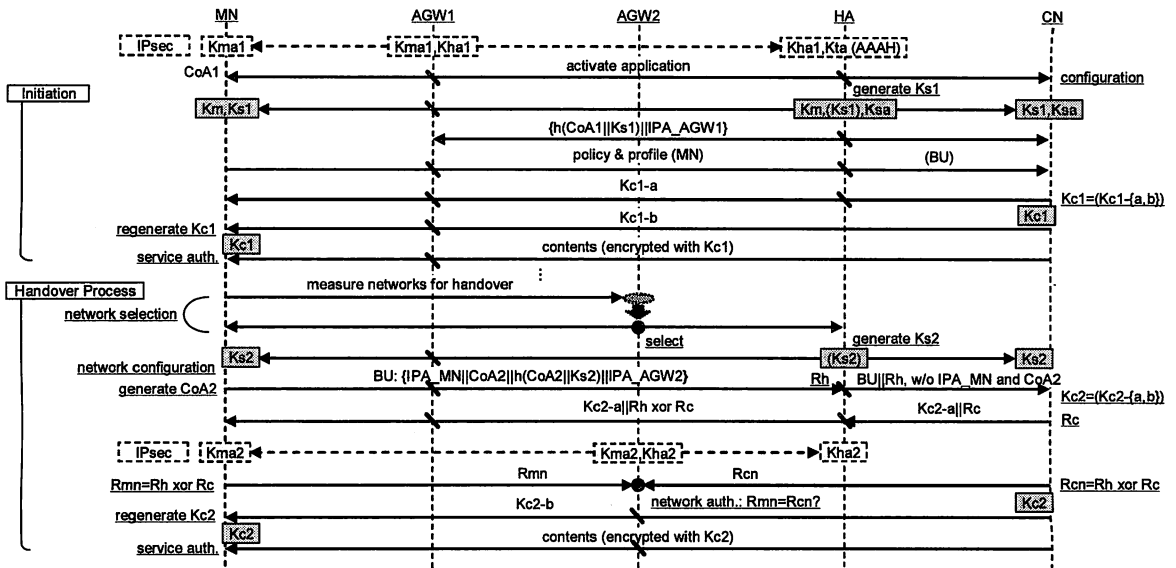 MN AGW1 AGW2 HA CN
IPsec Kma1 Kma1,Kha1 Kha1,Kta (AAAH)
CoA1 activate application configuration
Initiation generate Ks1
Km,Ks1 Km,(Ks1),Ksa Ks1,Ksa
{h(CoA1||Ks1)||IPA_AGW1}
policy & profile (MN) (BU)
Kc1-a Kc1=(Kc1-{a,b})
regenerate Kc1 Kc1-b Kc1
Kc1 contents (encrypted with Kc1)
service auth.
⋮
Handover Process measure networks for handover
network selection
select generate Ks2
network configuration Ks2 (Ks2) Ks2
generate CoA2 BU: {IPA_MN||CoA2||h(CoA2||Ks2)||IPA_AGW2} Rh BU||Rh, w/o IPA_MN and CoA2 Kc2=(Kc2-{a,b})
Kc2-a||Rh xor Rc Kc2-a||Rc Rc
IPsec Kma2 Kma2,Kha2 Kha2
Rmn=Rh xor Rc Rmn Rcn Rcn=Rh xor Rc
regenerate Kc2 Kc2-b network auth.: Rmn=Rcn? Kc2
Kc2 contents (encrypted with Kc2)
service auth.